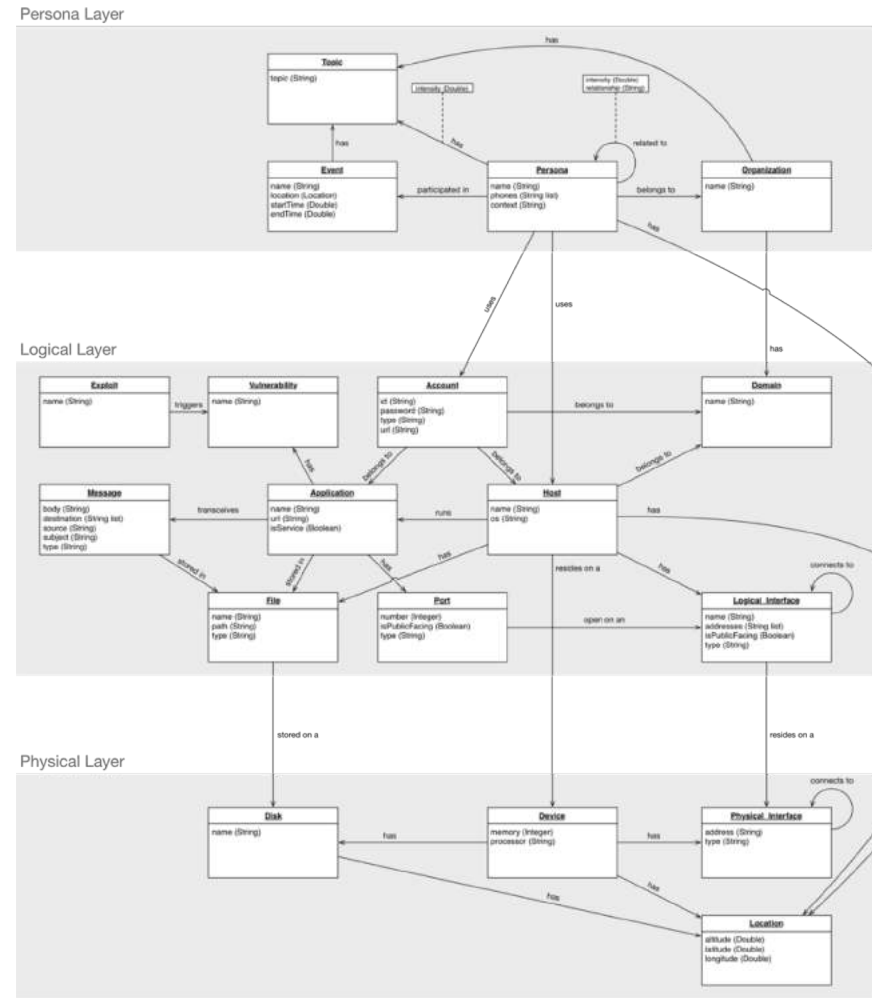 Persona Layer
has
Topic
topic (String)
intensity (Double)
intensity (Double)
relationship (String)
has
has
related to
Event
name (String)
location (Location)
startTime (Double)
endTime (Double)
participated in
Persona
name (String)
phones (String list)
context (String)
belongs to
Organization
name (String)
has
uses
uses
has
Logical Layer
Exploit
name (String)
triggers
Vulnerability
name (String)
Account
id (String)
password (String)
type (String)
url (String)
belongs to
Domain
name (String)
has
belongs to
belongs to
belongs to
Message
body (String)
destination (String list)
source (String)
subject (String)
type (String)
transceives
Application
name (String)
url (String)
isService (Boolean)
runs
Host
name (String)
os (String)
has
stored in
stored in
has
has
resides on a
has
connects to
File
name (String)
path (String)
type (String)
Port
number (Integer)
isPublicFacing (Boolean)
type (String)
open on an
Logical_Interface
name (String)
addresses (String list)
isPublicFacing (Boolean)
type (String)
stored on a
resides on a
Physical Layer
connects to
Disk
name (String)
has
Device
memory (Integer)
processor (String)
has
Physical_Interface
address (String)
type (String)
has
has
Location
altitude (Double)
latitude (Double)
longitude (Double)